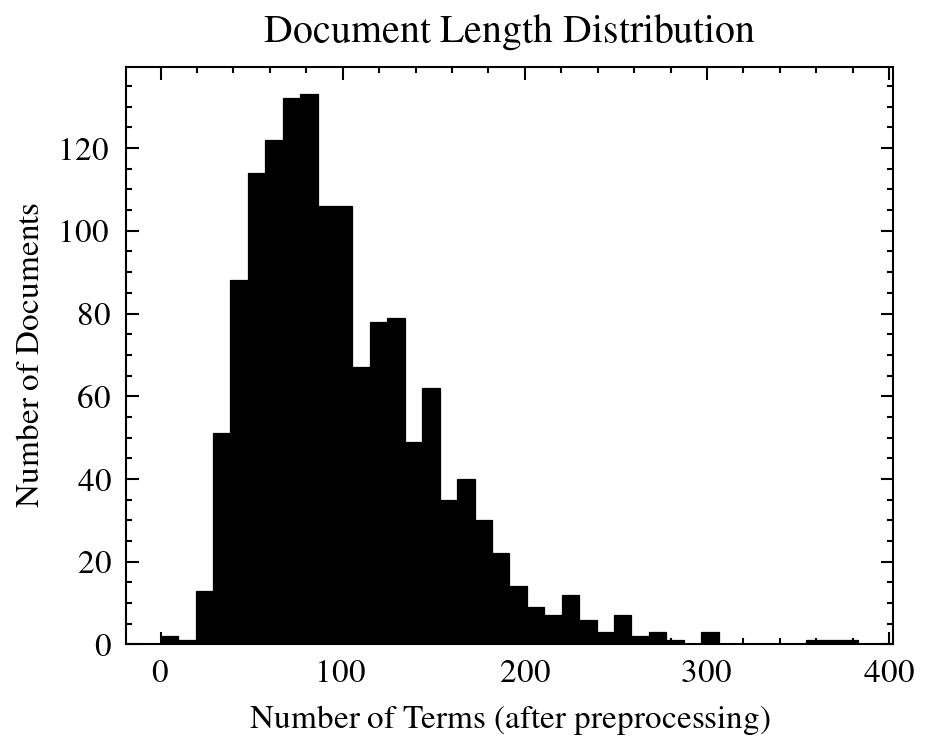 Document Length Distribution
120
100
80
60
40
20
0
Number of Documents
0 100 200 300 400
Number of Terms (after preprocessing)